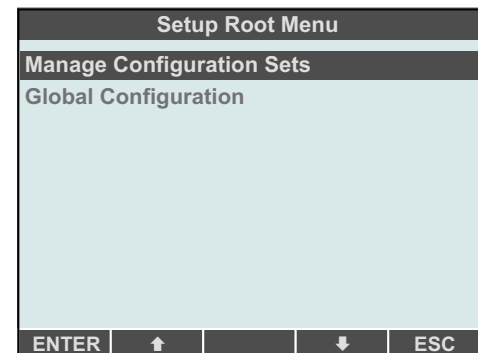 Setup Root Menu
Manage Configuration Sets
Global Configuration
ENTER ⬆ ⬇ ESC